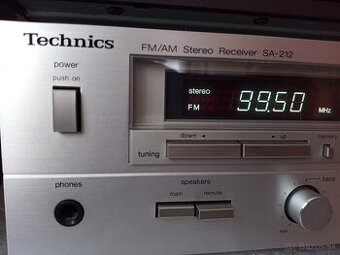 Technics
FM/AM Stereo Receiver SA-212
power
push on
stereo
FM
99.50
MHz
down
up
memory
tuning
phones
speakers
main
remote
bass
min